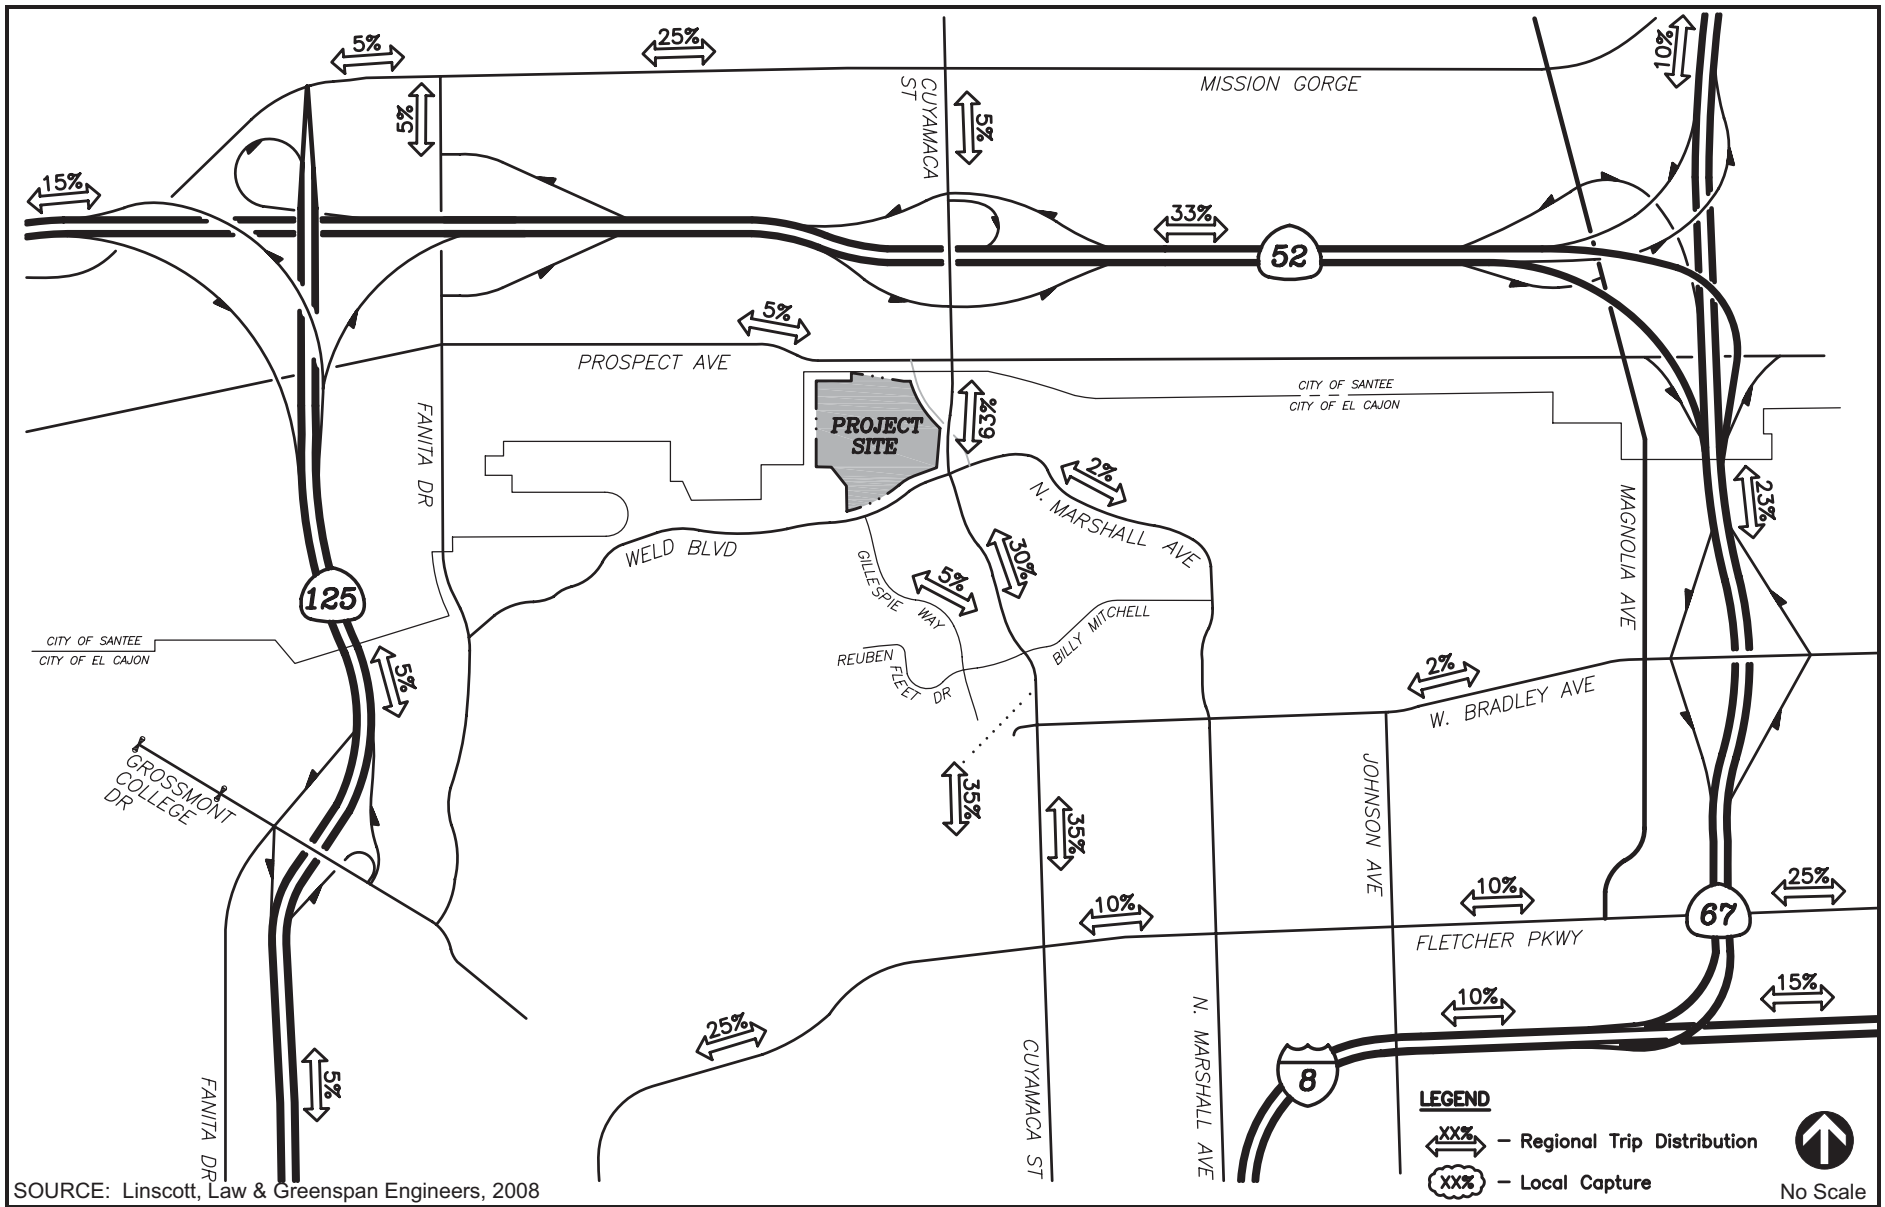 5%
25%
10%
MISSION GORGE
CUYAMACA
ST
5%
5%
15%
33%
52
5%
PROSPECT AVE
CITY OF SANTEE
CITY OF EL CAJON
PROJECT
SITE
63%
FANITA DR
2%
N. MARSHALL AVE
MAGNOLIA AVE
23%
WELD BLVD
30%
GILLESPIE WAY
5%
125
BILLY MITCHELL
CITY OF SANTEE
CITY OF EL CAJON
REUBEN
FLEET DR
5%
2%
W. BRADLEY AVE
GROSSMONT
COLLEGE
DR
35%
35%
JOHNSON AVE
10%
10%
25%
67
FLETCHER PKWY
25%
10%
15%
8
5%
FANITA DR
CUYAMACA ST
N. MARSHALL AVE
LEGEND
XX% - Regional Trip Distribution
XX% - Local Capture
No Scale
SOURCE: Linscott, Law & Greenspan Engineers, 2008